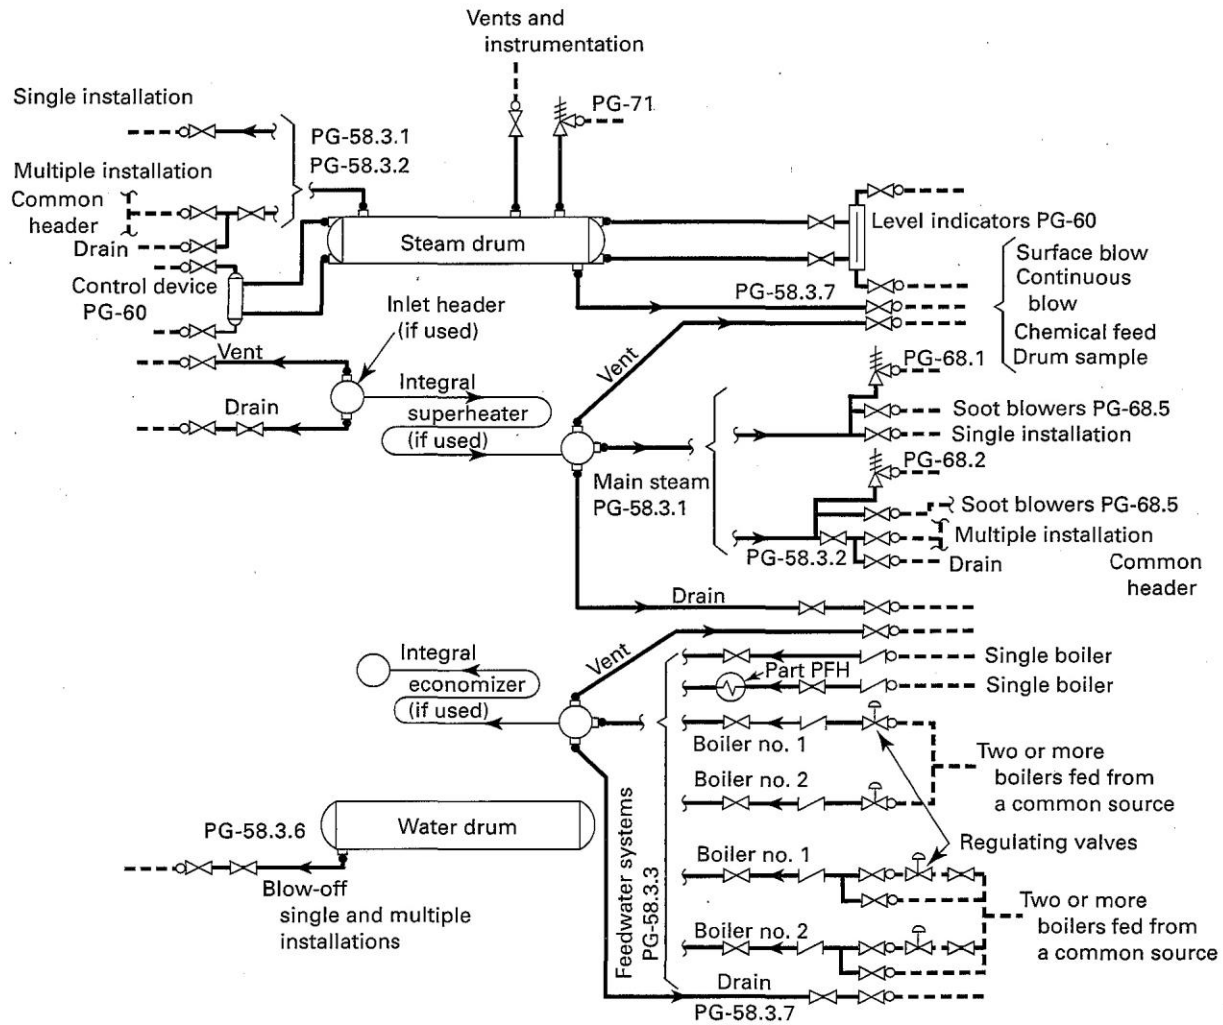 Vents and
instrumentation
Single installation
PG-71
PG-58.3.1
PG-58.3.2
Multiple installation
Common
header
Drain
Steam drum
Level indicators PG-60
Control device
PG-60
Inlet header
(if used)
PG-58.3.7
Surface blow
Continuous
blow
Chemical feed
Drum sample
Vent
Vent
PG-68.1
Integral
superheater
(if used)
Drain
Soot blowers PG-68.5
Single installation
PG-68.2
Main steam
PG-58.3.1
Soot blowers PG-68.5
Multiple installation
PG-58.3.2
Drain
Common
header
Drain
Vent
Integral
economizer
(if used)
Single boiler
Part PFH
Single boiler
Boiler no. 1
Two or more
boilers fed from
a common source
Boiler no. 2
PG-58.3.6
Water drum
Regulating valves
Blow-off
single and multiple
installations
Feedwater systems
PG-58.3.3
Boiler no. 1
Two or more
boilers fed from
a common source
Boiler no. 2
Drain
PG-58.3.7